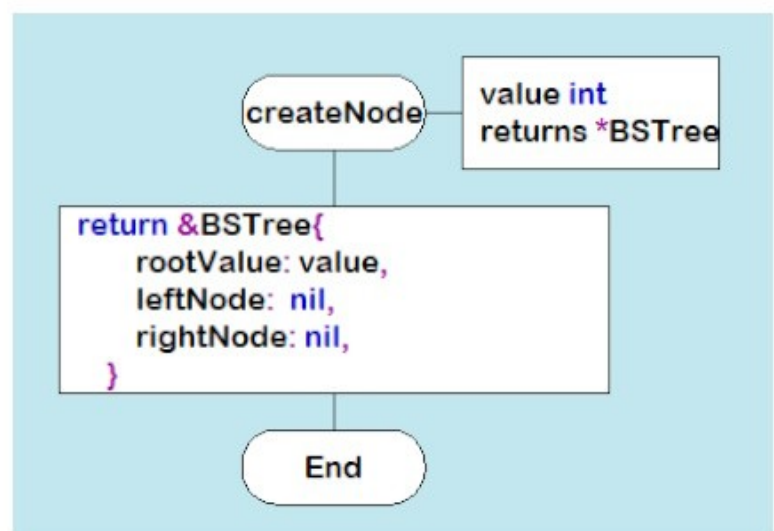 createNode
value int
returns *BSTree
return &BSTree{
rootValue: value,
leftNode: nil,
rightNode: nil,
}
End